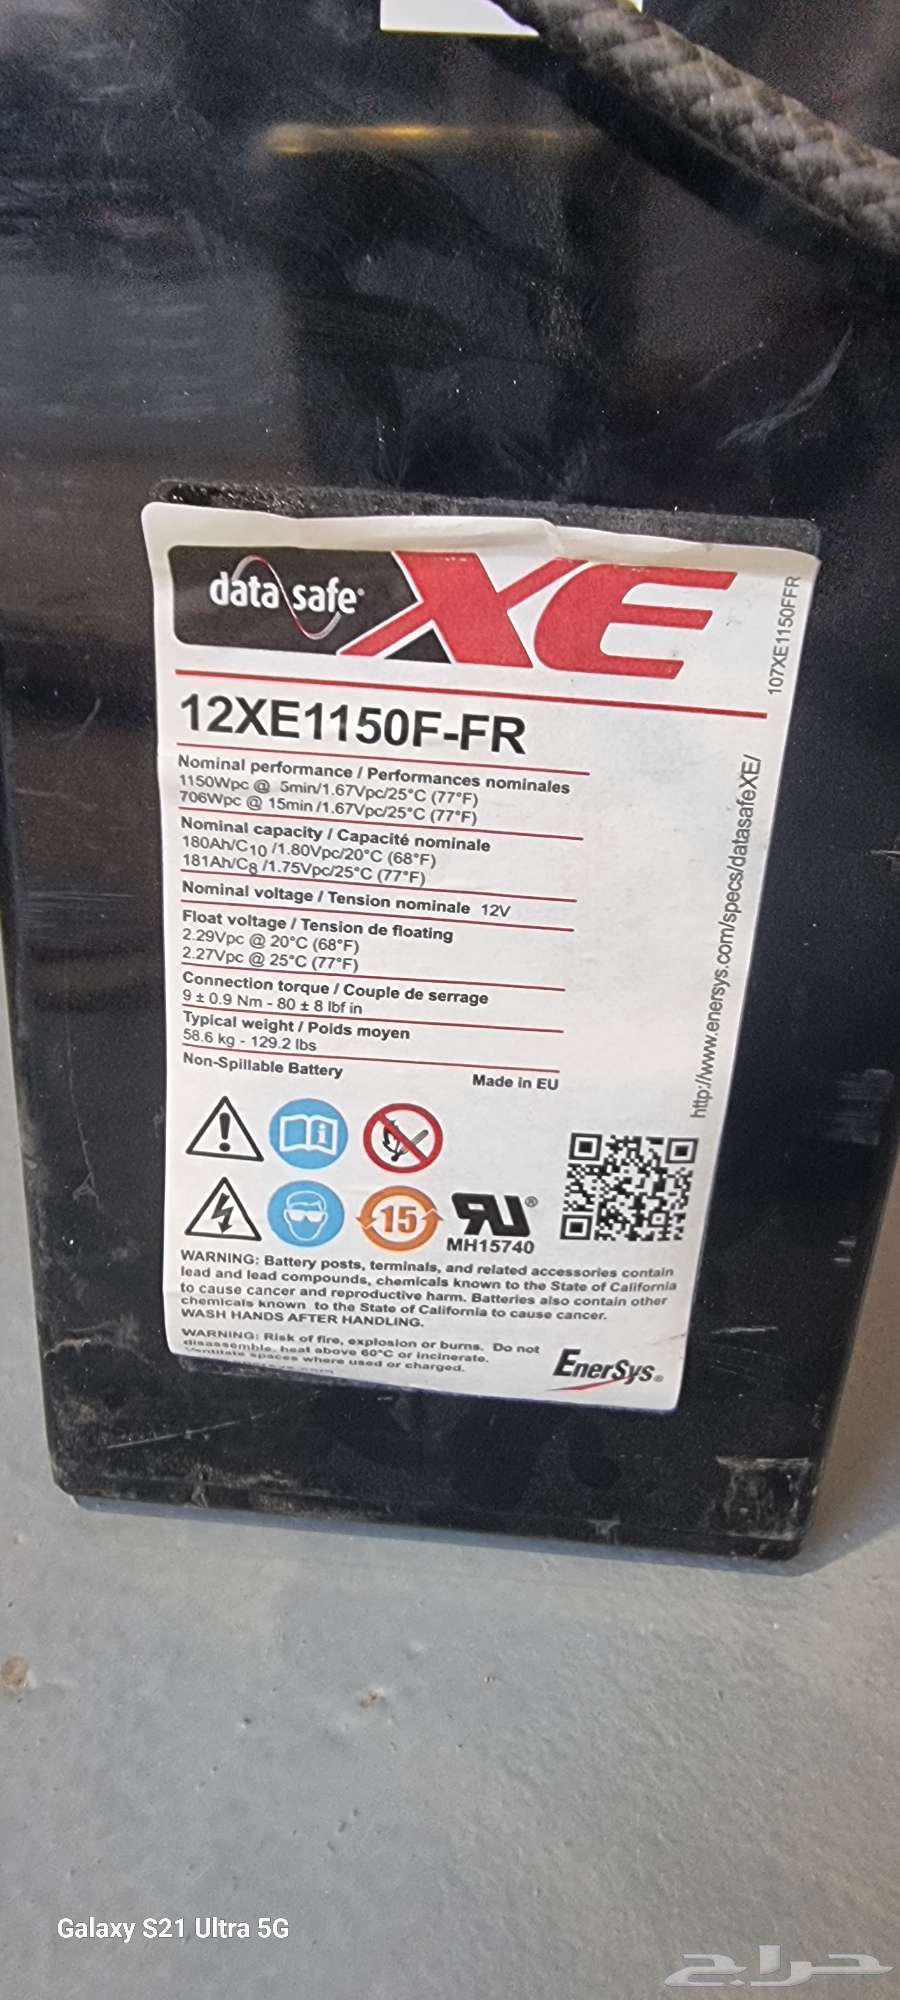 data safe®
XE
107XE1150FFR
12XE1150F-FR
Nominal performance / Performances nominales
1150Wpc @ 5min/1.67Vpc/25°C (77°F)
706Wpc @ 15min/1.67Vpc/25°C (77°F)
Nominal capacity / Capacité nominale
180Ah/C10 /1.80Vpc/20°C (68°F)
181Ah/C8 /1.75Vpc/25°C (77°F)
Nominal voltage / Tension nominale 12V
Float voltage / Tension de floating
2.29Vpc @ 20°C (68°F)
2.27Vpc @ 25°C (77°F)
Connection torque / Couple de serrage
9 ± 0.9 Nm - 80 ± 8 lbf in
Typical weight / Poids moyen
58.6 kg - 129.2 lbs
Non-Spillable Battery
Made in EU
http://www.enersys.com/specs/datasafeXE/
15
MH15740
WARNING: Battery posts, terminals, and related accessories contain
lead and lead compounds, chemicals known to the State of California
to cause cancer and reproductive harm. Batteries also contain other
chemicals known to the State of California to cause cancer.
WASH HANDS AFTER HANDLING.
WARNING: Risk of fire, explosion or burns. Do not
disassemble, heat above 60°C or incinerate.
Ventilate spaces where used or charged.
EnerSys®
Galaxy S21 Ultra 5G
حراج